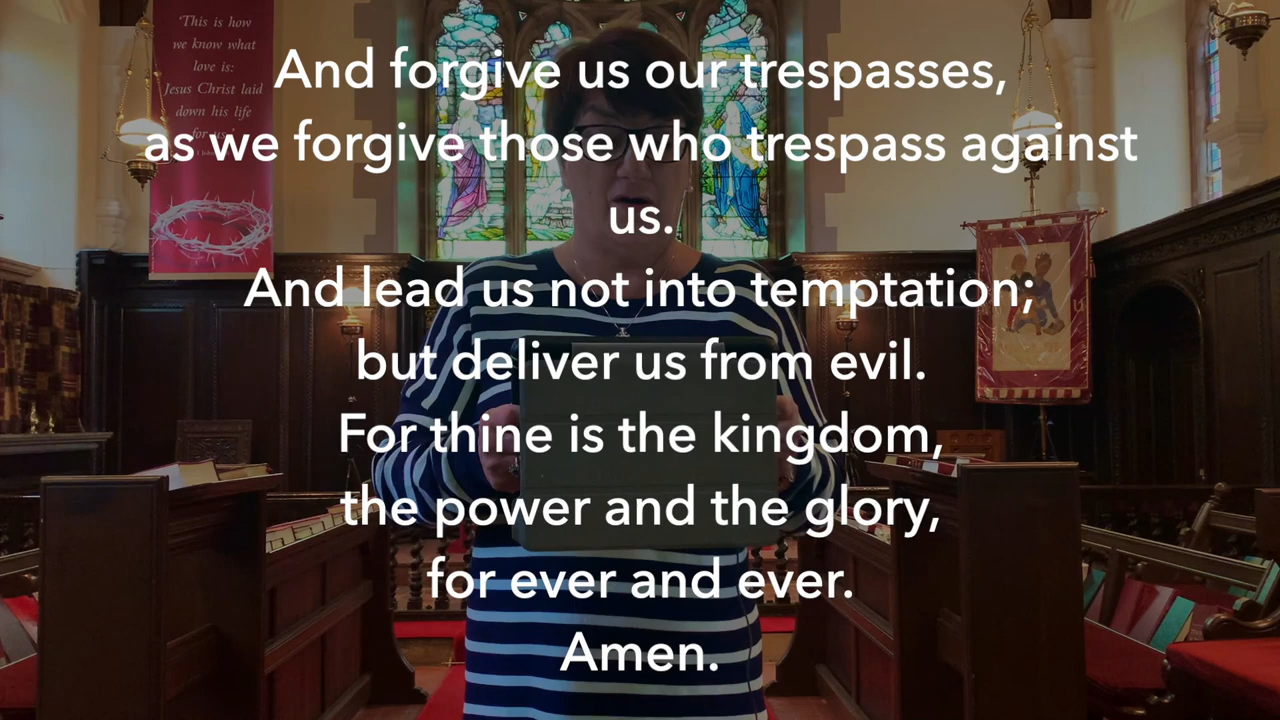 'This is how
we know what
love is:
Jesus Christ laid
down his life
for us'
And forgive us our trespasses,
as we forgive those who trespass against
us.
And lead us not into temptation;
but deliver us from evil.
For thine is the kingdom,
the power and the glory,
for ever and ever.
Amen.